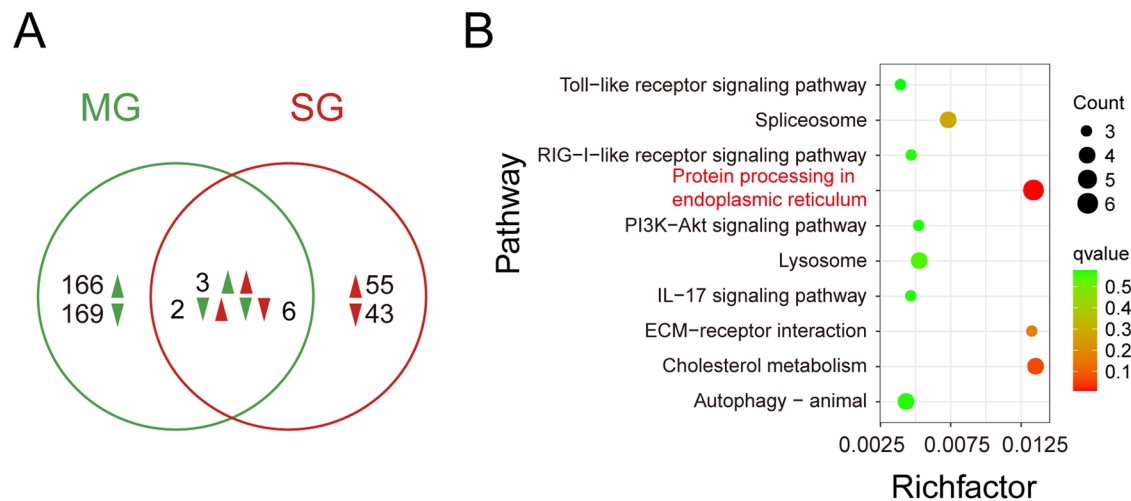 A
MG
SG
166
169
3
2
6
55
43
B
Pathway
Toll−like receptor signaling pathway
Spliceosome
RIG−I−like receptor signaling pathway
Protein processing in
endoplasmic reticulum
PI3K−Akt signaling pathway
Lysosome
IL−17 signaling pathway
ECM−receptor interaction
Cholesterol metabolism
Autophagy − animal
0.0025
0.0075
0.0125
Richfactor
Count
3
4
5
6
qvalue
0.5
0.4
0.3
0.2
0.1